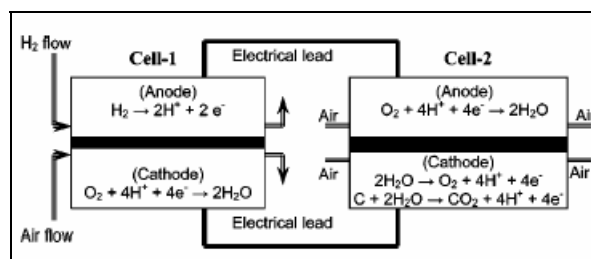 H₂ flow
Cell-1
Electrical lead
Cell-2
(Anode)
H₂ → 2H⁺ + 2 e⁻
(Anode)
O₂ + 4H⁺ + 4e⁻ → 2H₂O
Air
Air
(Cathode)
O₂ + 4H⁺ + 4e⁻ → 2H₂O
Air
(Cathode)
2H₂O → O₂ + 4H⁺ + 4e⁻
C + 2H₂O → CO₂ + 4H⁺ + 4e⁻
Air
Air flow
Electrical lead